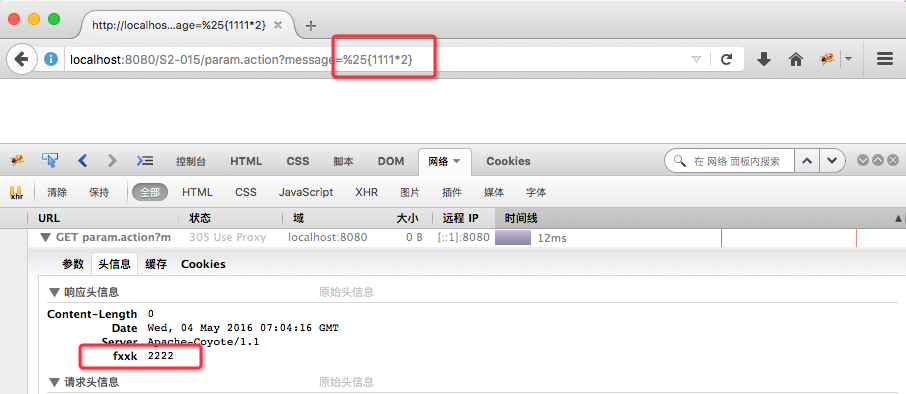 http://localhos...age=%25{1111*2}
localhost:8080/S2-015/param.action?message=%25{1111*2}
控制台 HTML CSS 脚本 DOM 网络 Cookies 在 网络 面板内搜索
xhr 清除 保持 全部 HTML CSS JavaScript XHR 图片 插件 媒体 字体
URL 状态 域 大小 远程 IP 时间线
GET param.action?m 305 Use Proxy localhost:8080 0 B [::1]:8080 12ms
参数 头信息 缓存 Cookies
响应头信息 原始头信息
Content-Length 0
Date Wed, 04 May 2016 07:04:16 GMT
Server Apache-Coyote/1.1
fxxk 2222
请求头信息 原始头信息